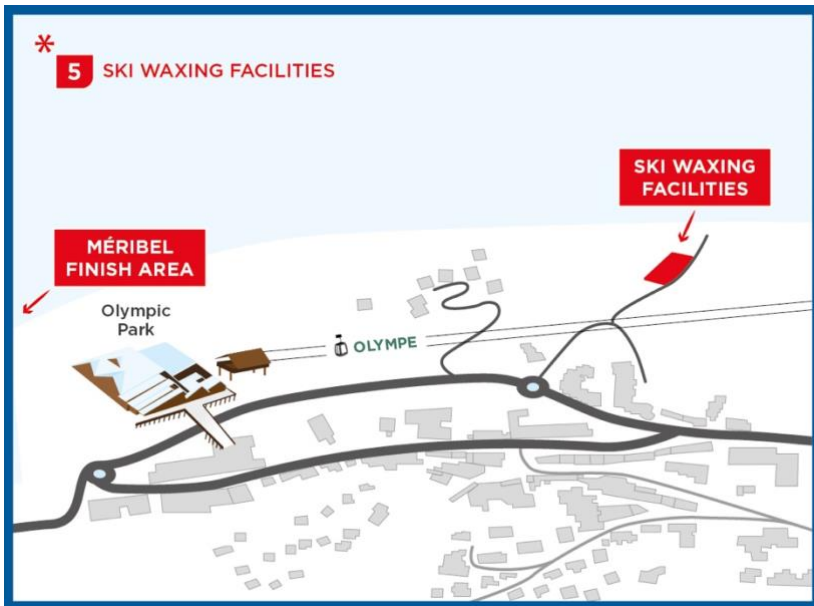 *
5 SKI WAXING FACILITIES
SKI WAXING
FACILITIES
MÉRIBEL
FINISH AREA
Olympic
Park
OLYMPE